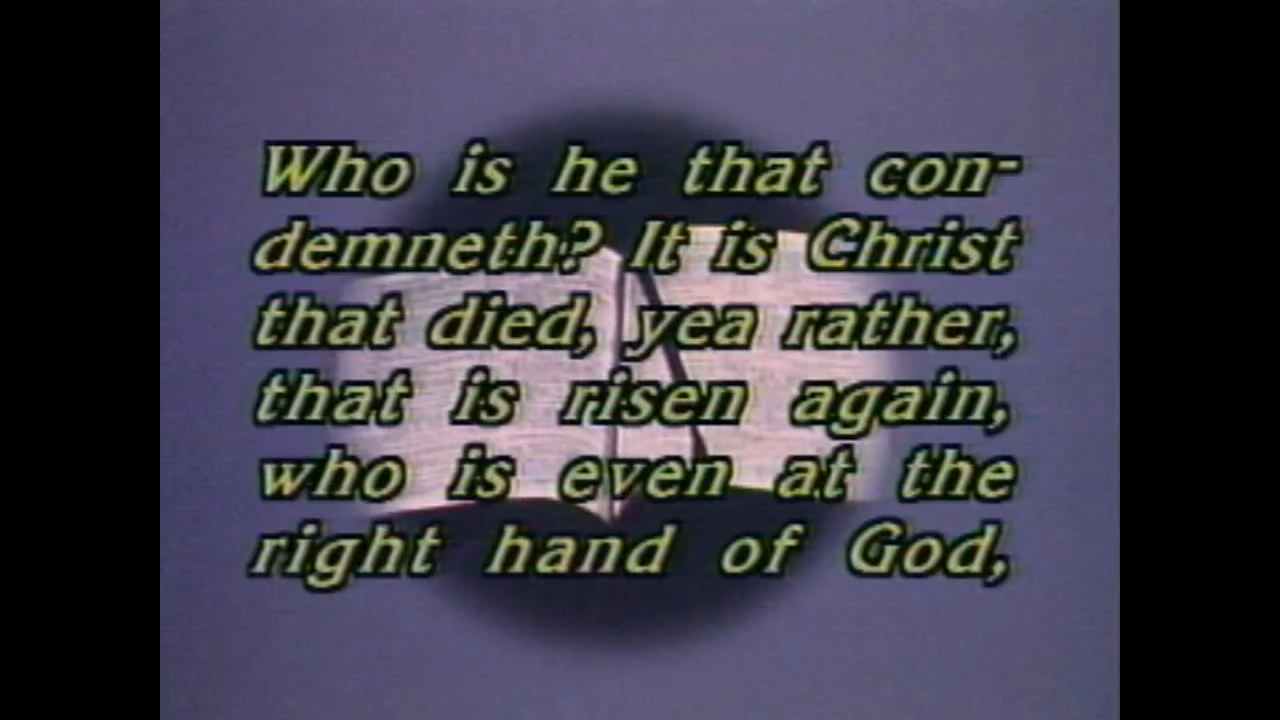 Who is he that con-
demneth? It is Christ
that died, yea rather,
that is risen again,
who is even at the
right hand of God,